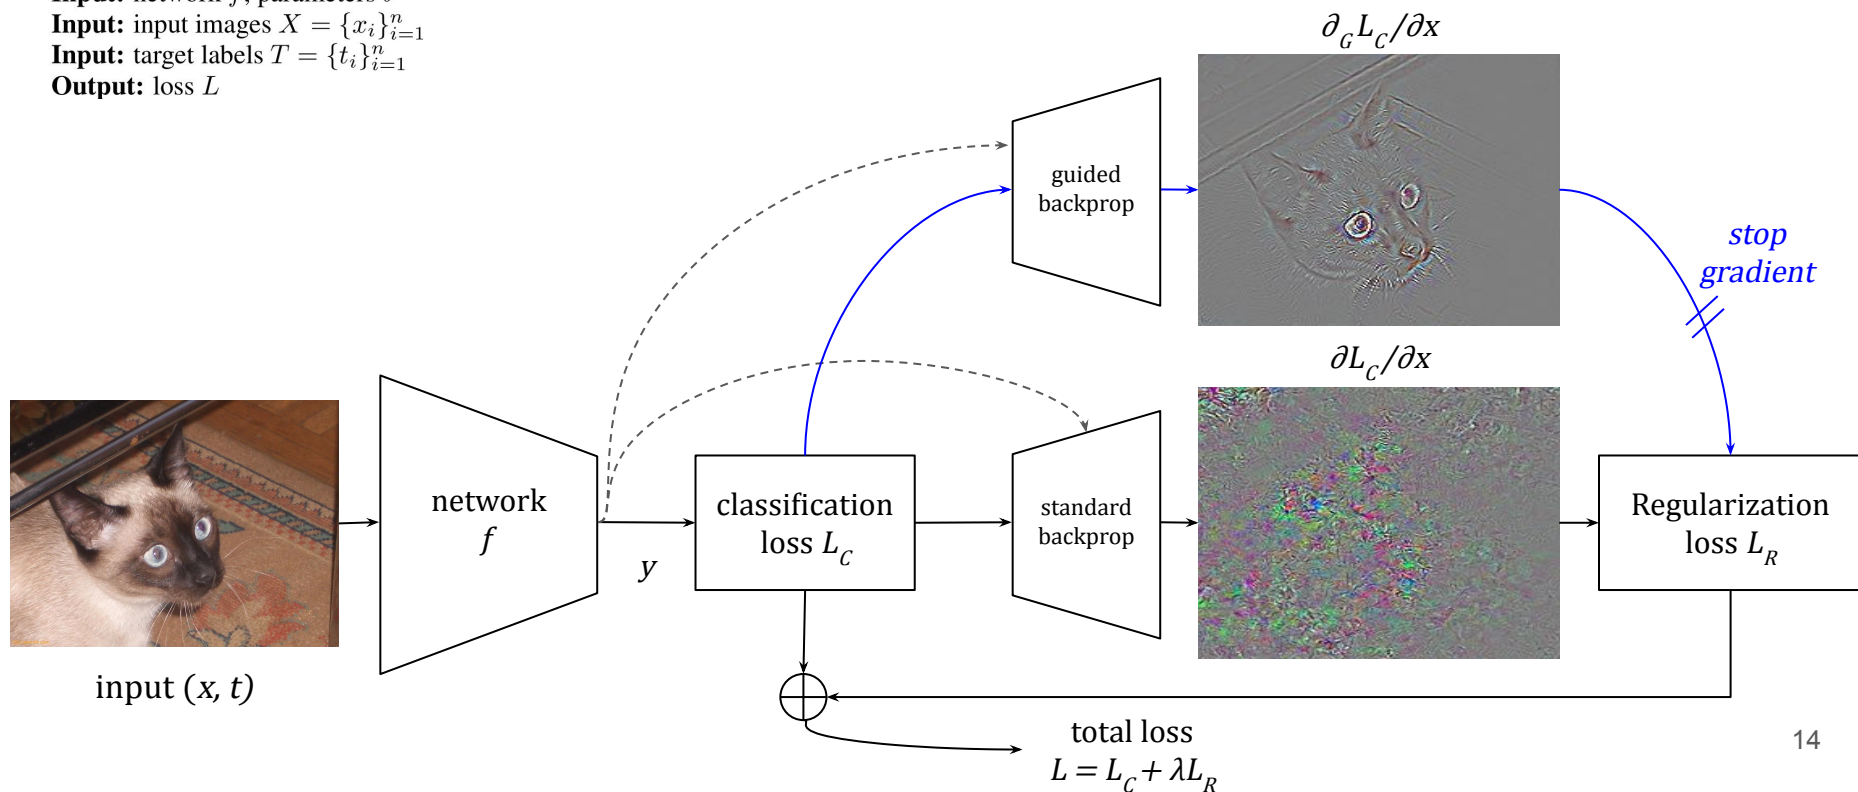 Input: input images X = {x_i}_{i=1}^n
Input: target labels T = {t_i}_{i=1}^n
Output: loss L
∂_G L_C/∂x
guided
backprop
stop
gradient
∂L_C/∂x
network
f
y
classification
loss L_C
standard
backprop
Regularization
loss L_R
input (x, t)
total loss
L = L_C + λL_R
14